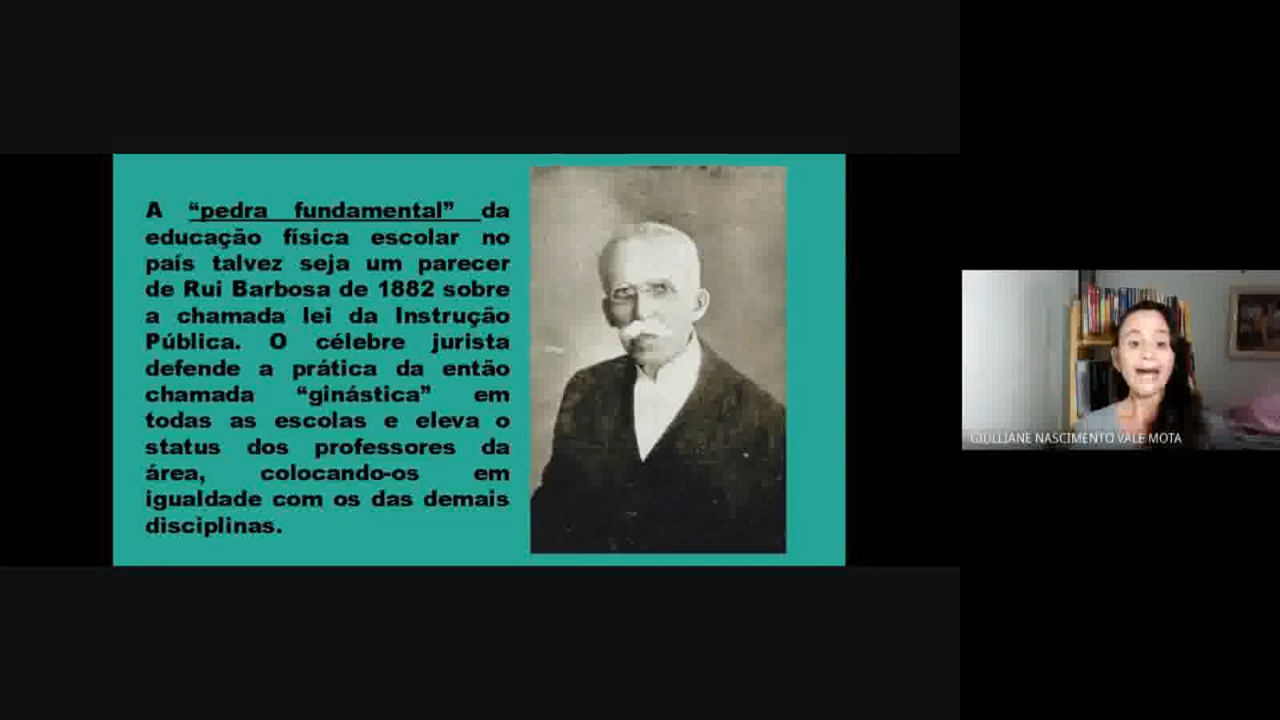 A “pedra fundamental” da
educação física escolar no
país talvez seja um parecer
de Rui Barbosa de 1882 sobre
a chamada lei da Instrução
Pública. O célebre jurista
defende a prática da então
chamada “ginástica” em
todas as escolas e eleva o
status dos professores da
área, colocando-os em
igualdade com os das demais
disciplinas.
GIULLIANE NASCIMENTO VALE MOTA